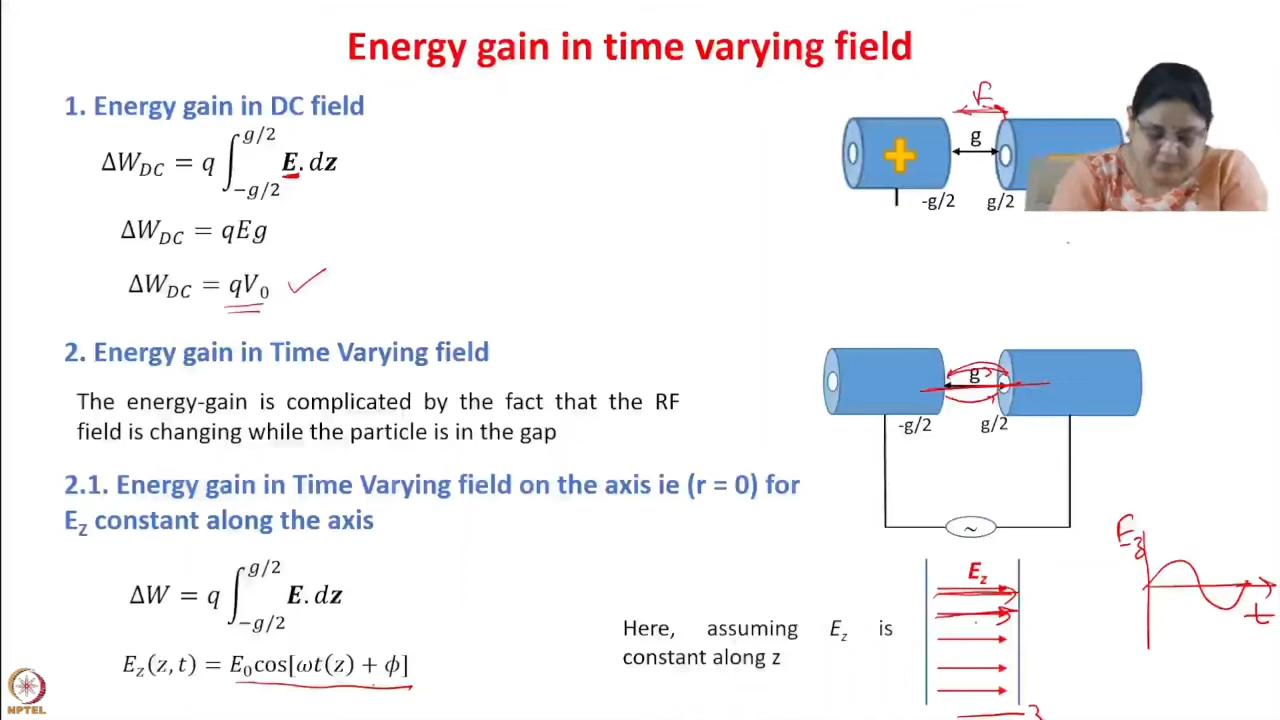 Energy gain in time varying field
1. Energy gain in DC field
ΔW_DC = q ∫_{-g/2}^{g/2} E.dz
ΔW_DC = qEg
ΔW_DC = qV_0
E
g
-g/2 g/2
2. Energy gain in Time Varying field
The energy-gain is complicated by the fact that the RF
field is changing while the particle is in the gap
g
-g/2 g/2
~
2.1. Energy gain in Time Varying field on the axis ie (r = 0) for
E_z constant along the axis
ΔW = q ∫_{-g/2}^{g/2} E.dz
E_z(z,t) = E_0cos[ωt(z) + ϕ]
Here, assuming E_z is
constant along z
E_z
E_z
t
z
NPTEL